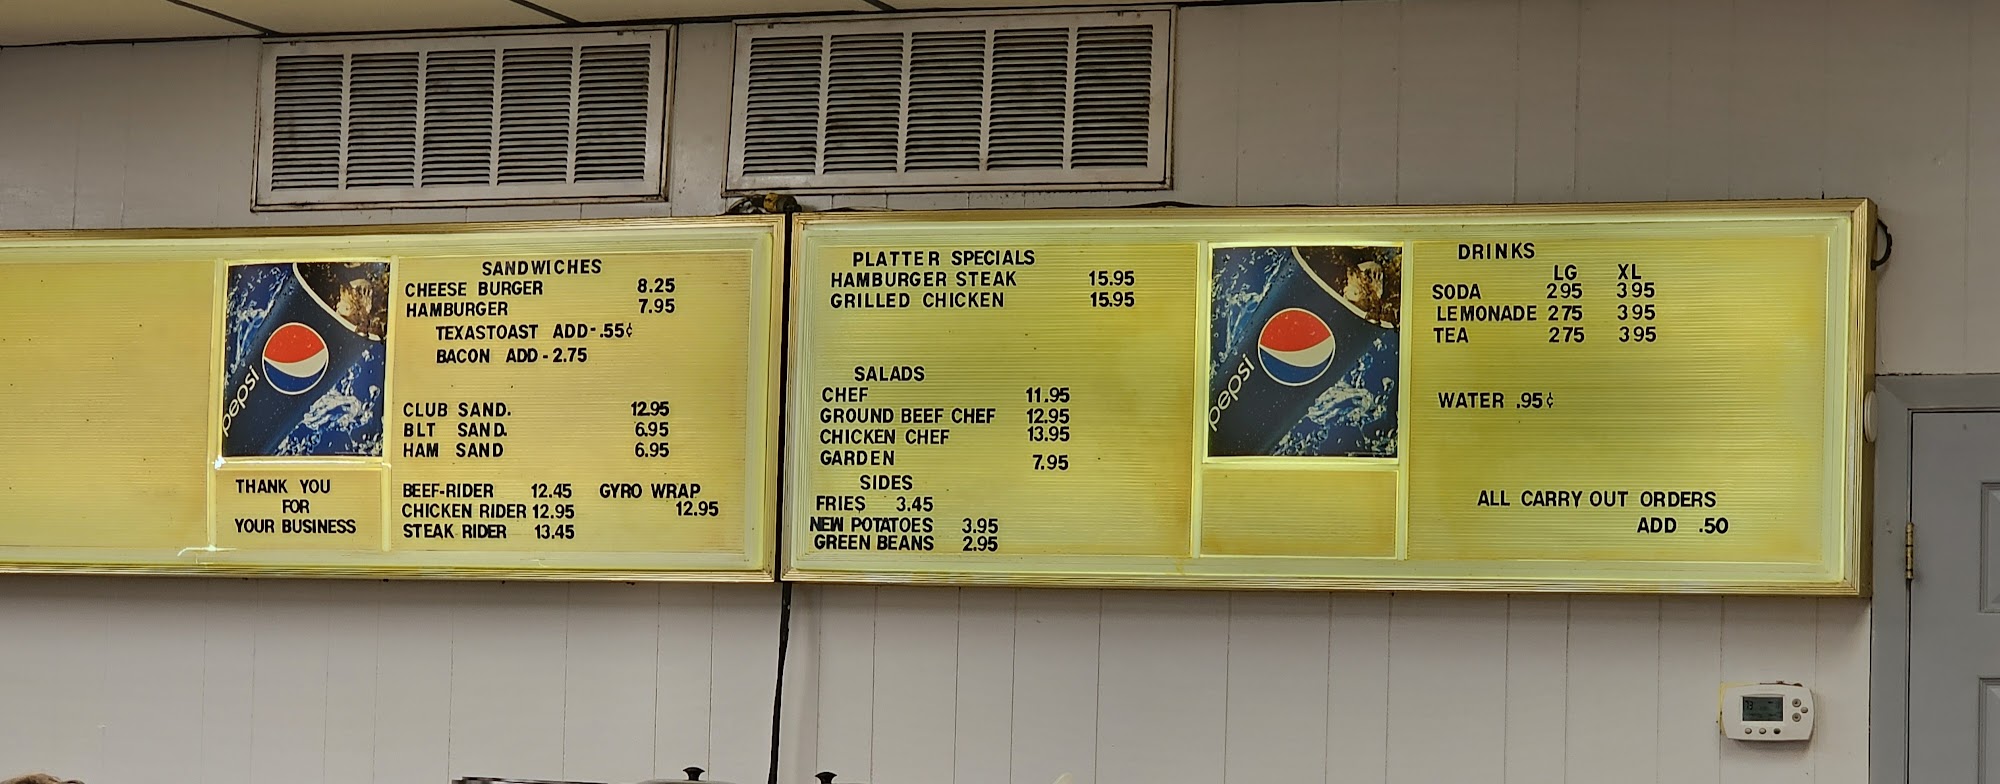 pepsi
THANK YOU
FOR
YOUR BUSINESS
SANDWICHES
CHEESE BURGER 8.25
HAMBURGER 7.95
TEXASTOAST ADD-.55¢
BACON ADD-2.75
CLUB SAND. 12.95
BLT SAND. 6.95
HAM SAND 6.95
BEEF-RIDER 12.45 GYRO WRAP
CHICKEN RIDER 12.95 12.95
STEAK RIDER 13.45
PLATTER SPECIALS
HAMBURGER STEAK 15.95
GRILLED CHICKEN 15.95
SALADS
CHEF 11.95
GROUND BEEF CHEF 12.95
CHICKEN CHEF 13.95
GARDEN 7.95
SIDES
FRIES 3.45
NEW POTATOES 3.95
GREEN BEANS 2.95
pepsi
DRINKS
LG XL
SODA 295 395
LEMONADE 275 395
TEA 275 395
WATER .95¢
ALL CARRY OUT ORDERS
ADD .50